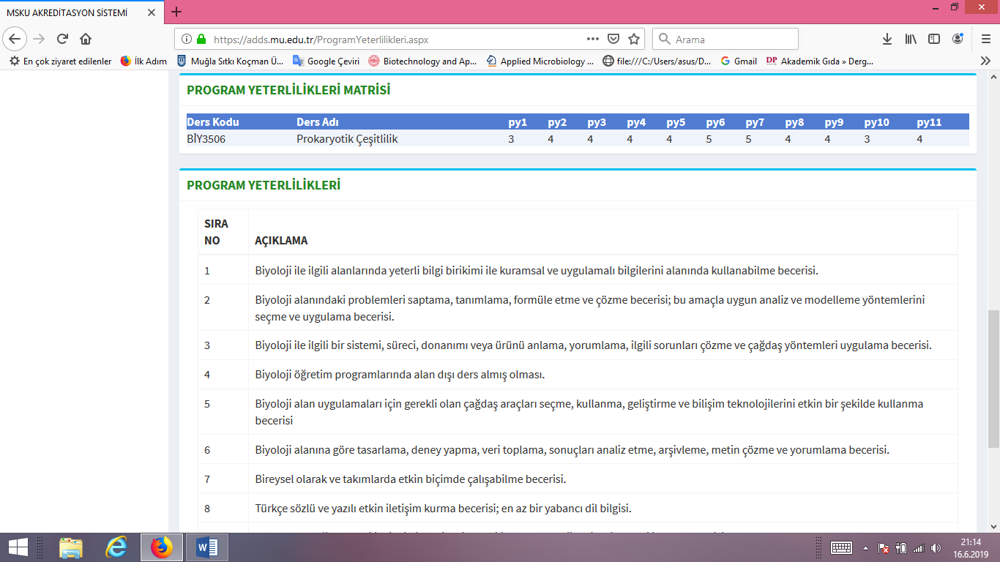 MSKU AKREDİTASYON SİSTEMİ
https://adds.mu.edu.tr/ProgramYeterlilikleri.aspx
Arama
En çok ziyaret edilenler İlk Adım Muğla Sıtkı Koçman Ü... Google Çeviri Biotechnology and Ap... Applied Microbiology ... file:///C:/Users/asus/D... Gmail DP Akademik Gıda » Derg...
PROGRAM YETERLİLİKLERİ MATRİSİ
Ders Kodu Ders Adı py1 py2 py3 py4 py5 py6 py7 py8 py9 py10 py11
BİY3506 Prokaryotik Çeşitlilik 3 4 4 4 4 5 5 4 4 3 4
PROGRAM YETERLİLİKLERİ
SIRA
NO AÇIKLAMA
1 Biyoloji ile ilgili alanlarında yeterli bilgi birikimi ile kuramsal ve uygulamalı bilgilerini alanında kullanabilme becerisi.
2 Biyoloji alanındaki problemleri saptama, tanımlama, formüle etme ve çözme becerisi; bu amaçla uygun analiz ve modelleme yöntemlerini
seçme ve uygulama becerisi.
3 Biyoloji ile ilgili bir sistemi, süreci, donanımı veya ürünü anlama, yorumlama, ilgili sorunları çözme ve çağdaş yöntemleri uygulama becerisi.
4 Biyoloji öğretim programlarında alan dışı ders almış olması.
5 Biyoloji alan uygulamaları için gerekli olan çağdaş araçları seçme, kullanma, geliştirme ve bilişim teknolojilerini etkin bir şekilde kullanma
becerisi
6 Biyoloji alanına göre tasarlama, deney yapma, veri toplama, sonuçları analiz etme, arşivleme, metin çözme ve yorumlama becerisi.
7 Bireysel olarak ve takımlarda etkin biçimde çalışabilme becerisi.
8 Türkçe sözlü ve yazılı etkin iletişim kurma becerisi; en az bir yabancı dil bilgisi.
21:14
16.6.2019